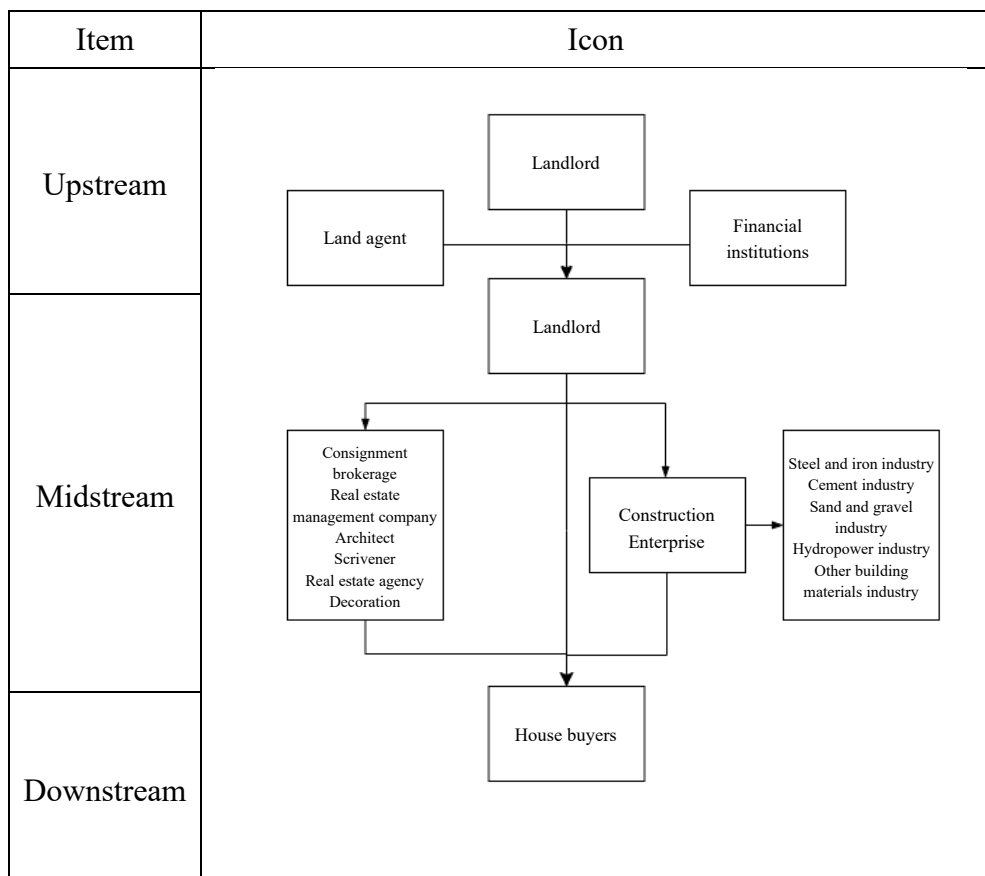 Item
Icon
Upstream
Landlord
Land agent
Financial
institutions
Midstream
Landlord
Consignment
brokerage
Real estate
management company
Architect
Scrivener
Real estate agency
Decoration
Construction
Enterprise
Steel and iron industry
Cement industry
Sand and gravel
industry
Hydropower industry
Other building
materials industry
Downstream
House buyers